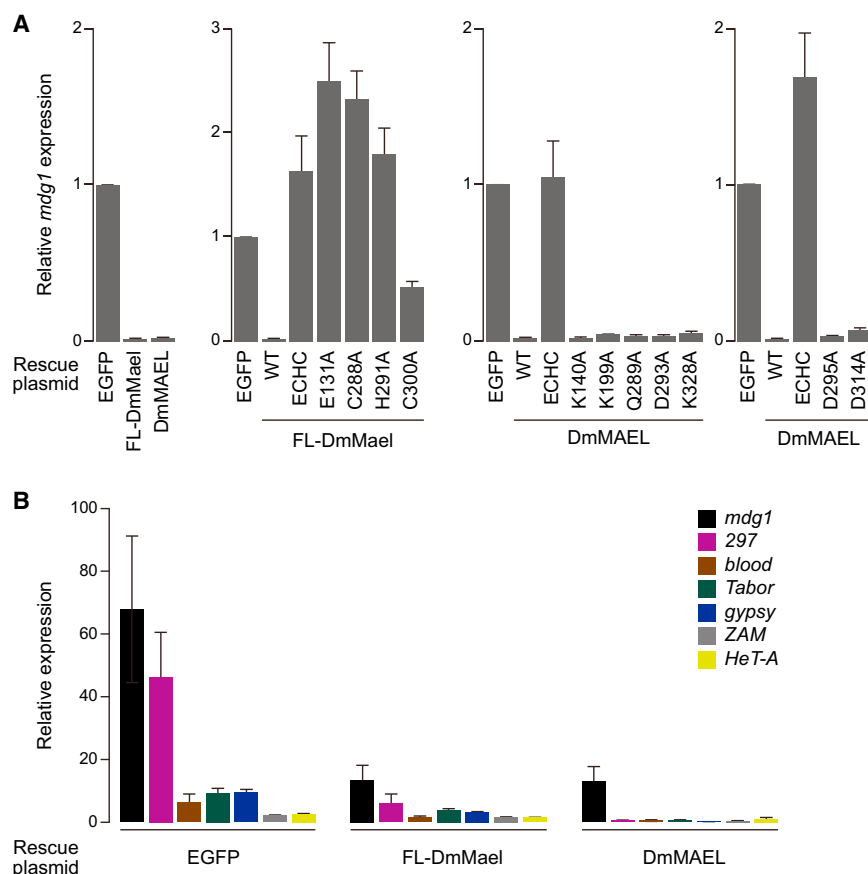 A
Relative mdg1 expression
2
1
0
3
2
1
0
2
1
0
2
1
0
Rescue plasmid
EGFP
FL-DmMael
DmMAEL
EGFP
WT
ECHC
E131A
C288A
H291A
C300A
FL-DmMael
EGFP
WT
ECHC
K140A
K199A
Q289A
D293A
K328A
DmMAEL
EGFP
WT
ECHC
D295A
D314A
DmMAEL
B
Relative expression
100
80
60
40
20
0
mdg1
297
blood
Tabor
gypsy
ZAM
HeT-A
Rescue plasmid
EGFP
FL-DmMael
DmMAEL